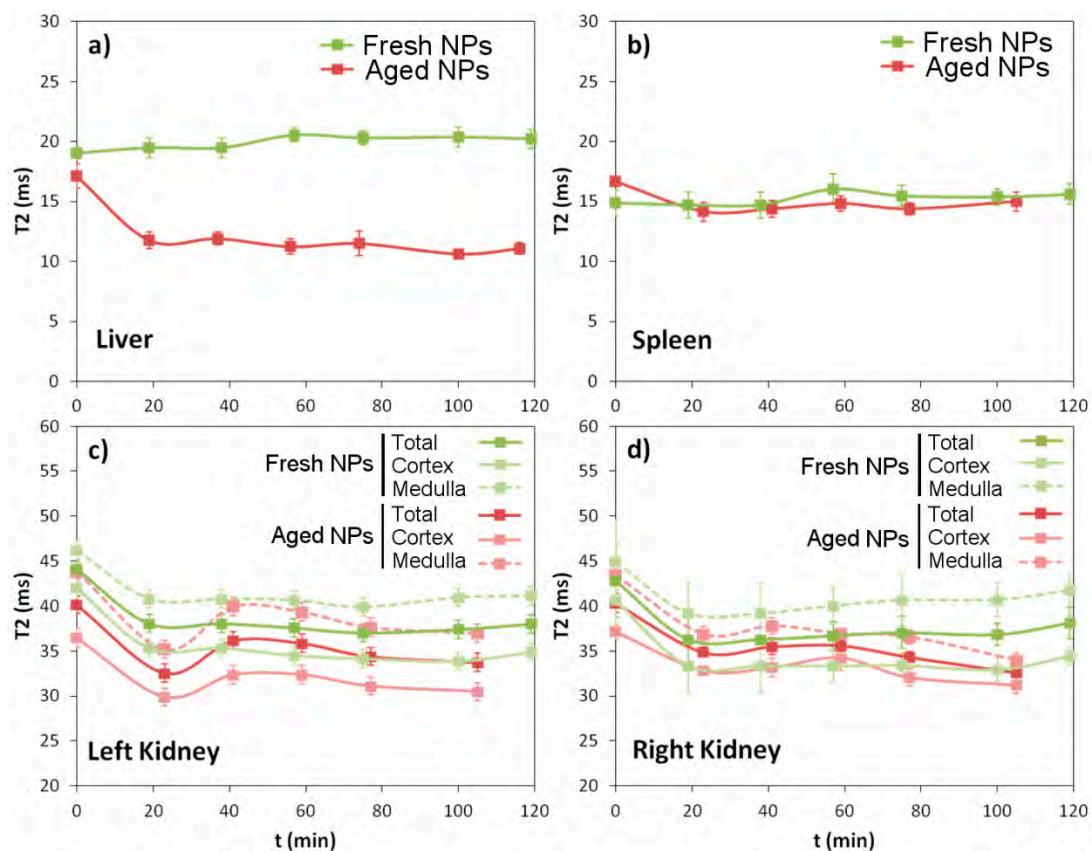 a)
Fresh NPs
Aged NPs
30
25
20
15
10
5
0
T2 (ms)
Liver
0 20 40 60 80 100 120
b)
Fresh NPs
Aged NPs
30
25
20
15
10
5
0
T2 (ms)
Spleen
0 20 40 60 80 100 120
c)
Fresh NPs
Total
Cortex
Medulla
Aged NPs
Total
Cortex
Medulla
60
55
50
45
40
35
30
25
20
T2 (ms)
Left Kidney
0 20 40 60 80 100 120
t (min)
d)
Fresh NPs
Total
Cortex
Medulla
Aged NPs
Total
Cortex
Medulla
60
55
50
45
40
35
30
25
20
T2 (ms)
Right Kidney
0 20 40 60 80 100 120
t (min)